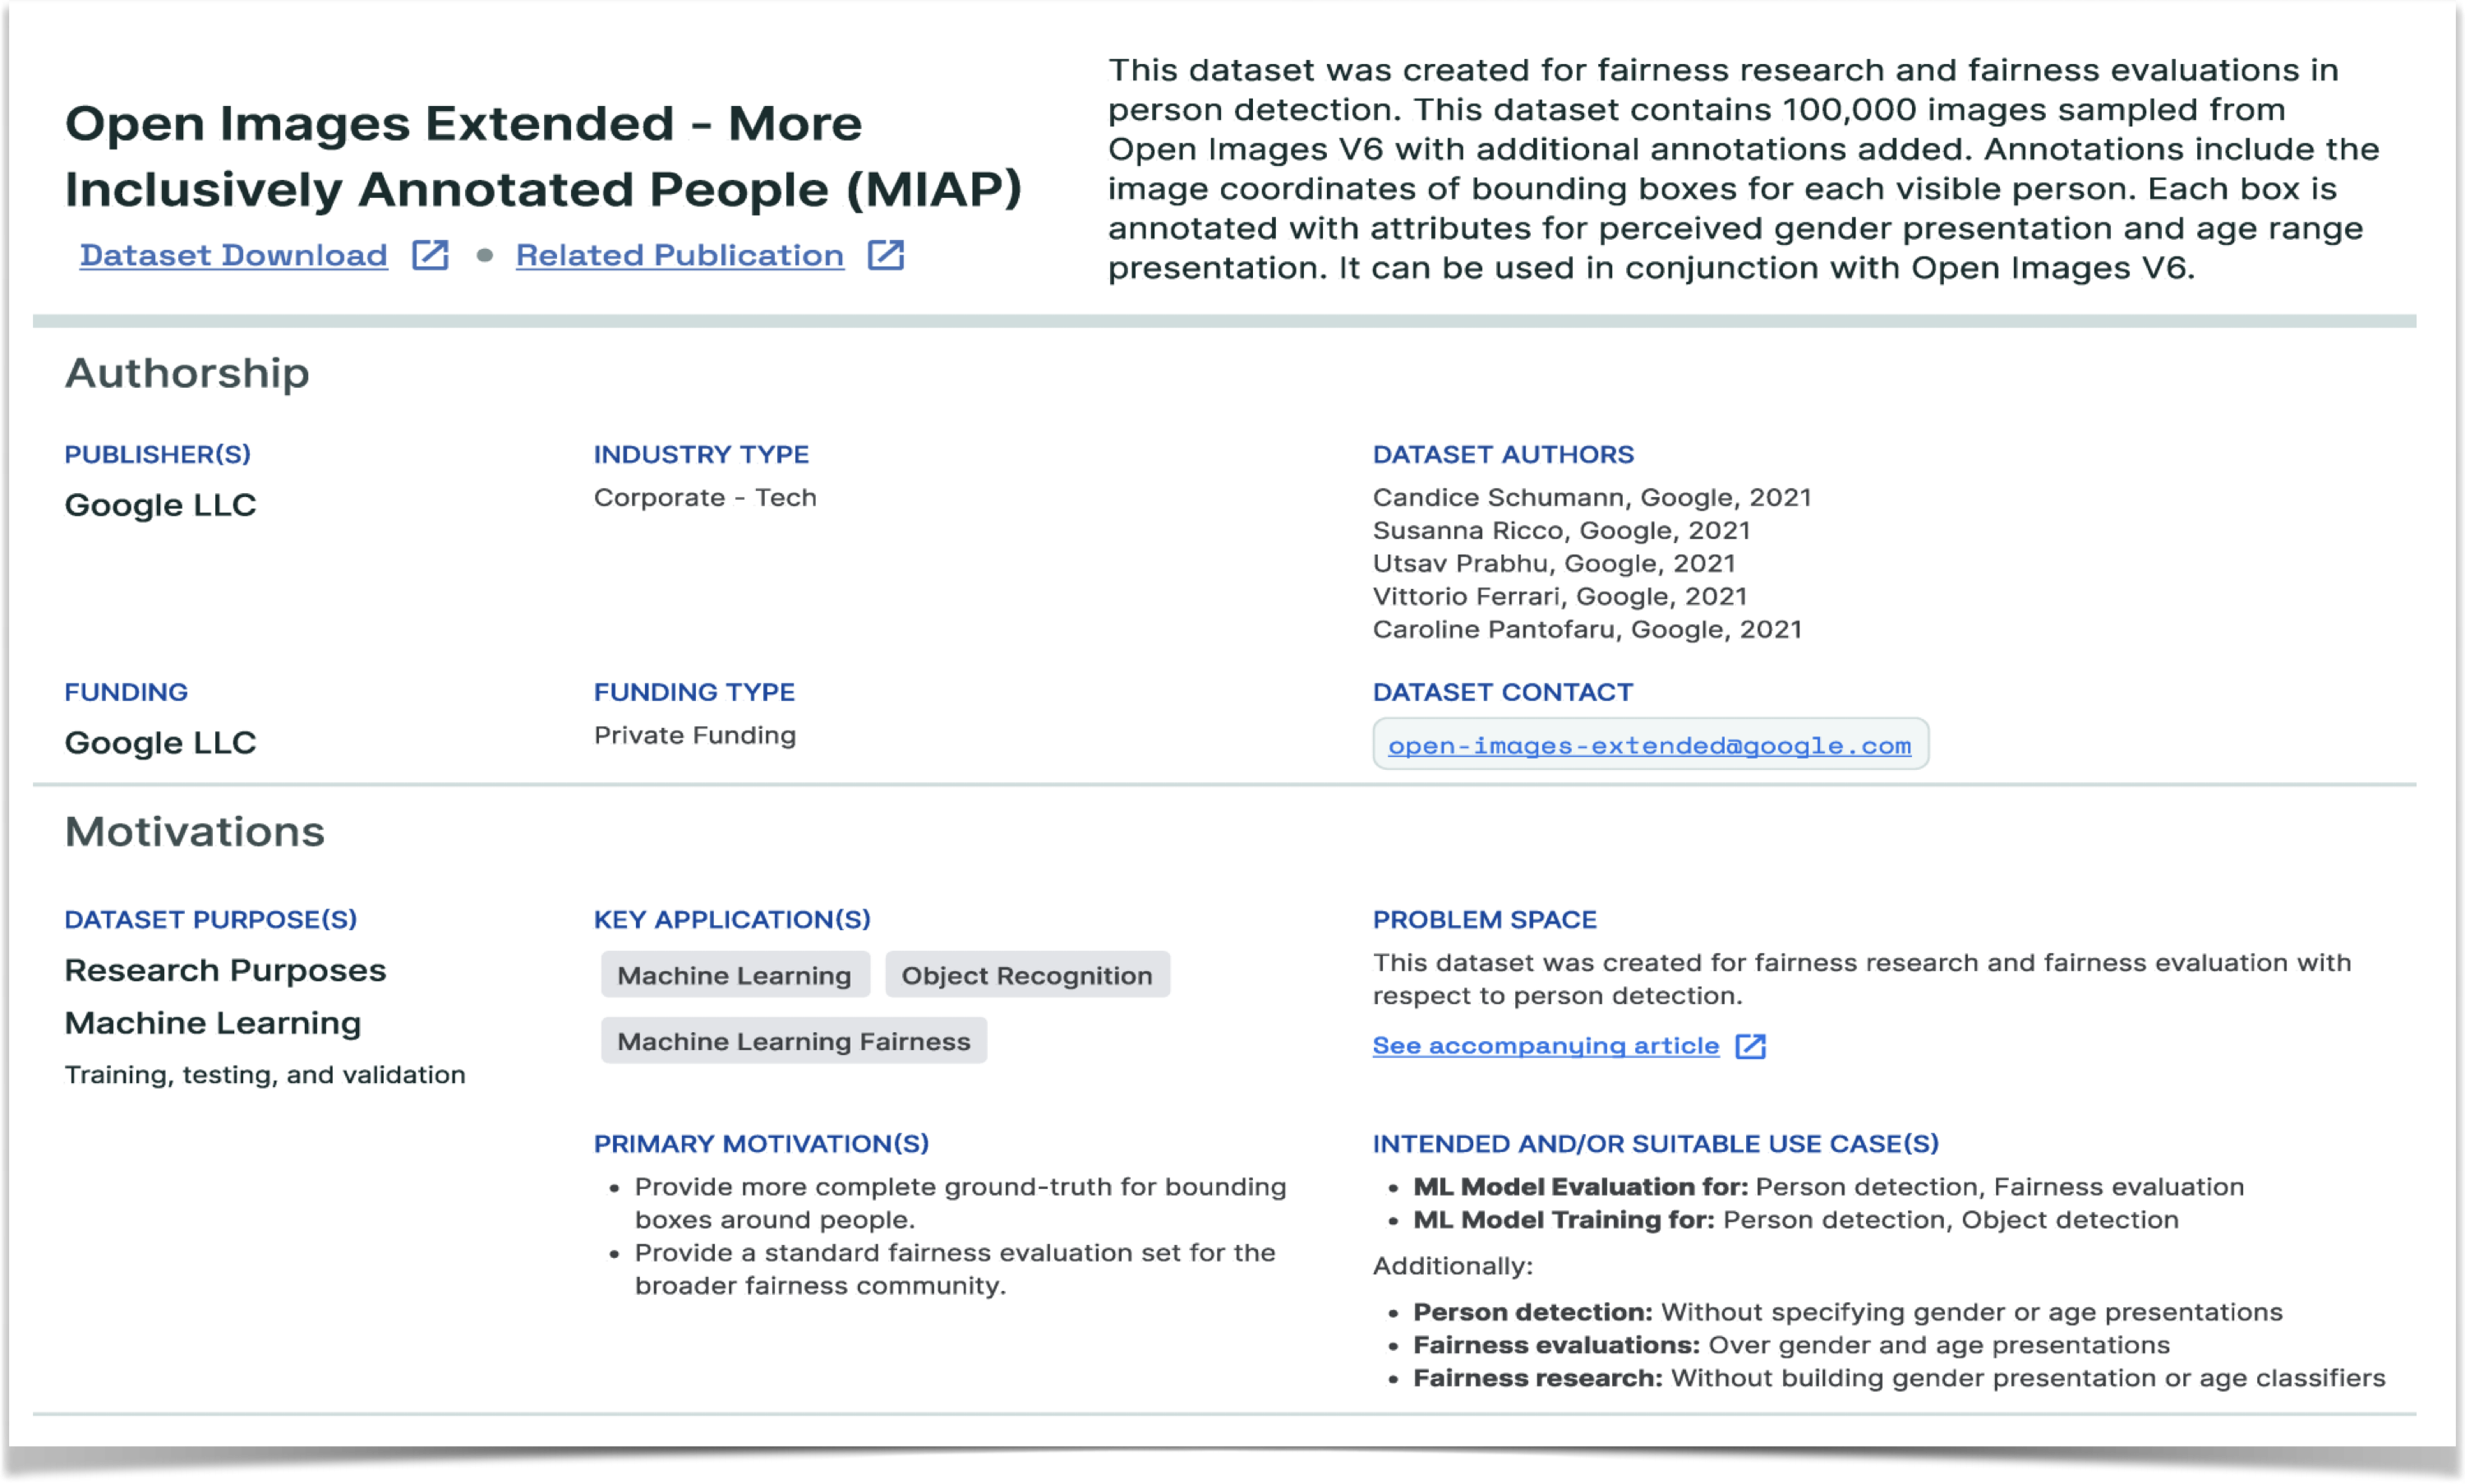 Open Images Extended - More
Inclusively Annotated People (MIAP)
Dataset Download • Related Publication
This dataset was created for fairness research and fairness evaluations in
person detection. This dataset contains 100,000 images sampled from
Open Images V6 with additional annotations added. Annotations include the
image coordinates of bounding boxes for each visible person. Each box is
annotated with attributes for perceived gender presentation and age range
presentation. It can be used in conjunction with Open Images V6.
Authorship
PUBLISHER(S)
Google LLC
INDUSTRY TYPE
Corporate - Tech
DATASET AUTHORS
Candice Schumann, Google, 2021
Susanna Ricco, Google, 2021
Utsav Prabhu, Google, 2021
Vittorio Ferrari, Google, 2021
Caroline Pantofaru, Google, 2021
FUNDING
Google LLC
FUNDING TYPE
Private Funding
DATASET CONTACT
open-images-extended@google.com
Motivations
DATASET PURPOSE(S)
Research Purposes
Machine Learning
Training, testing, and validation
KEY APPLICATION(S)
Machine Learning
Object Recognition
Machine Learning Fairness
PROBLEM SPACE
This dataset was created for fairness research and fairness evaluation with
respect to person detection.
See accompanying article
PRIMARY MOTIVATION(S)
• Provide more complete ground-truth for bounding
boxes around people.
• Provide a standard fairness evaluation set for the
broader fairness community.
INTENDED AND/OR SUITABLE USE CASE(S)
• ML Model Evaluation for: Person detection, Fairness evaluation
• ML Model Training for: Person detection, Object detection
Additionally:
• Person detection: Without specifying gender or age presentations
• Fairness evaluations: Over gender and age presentations
• Fairness research: Without building gender presentation or age classifiers